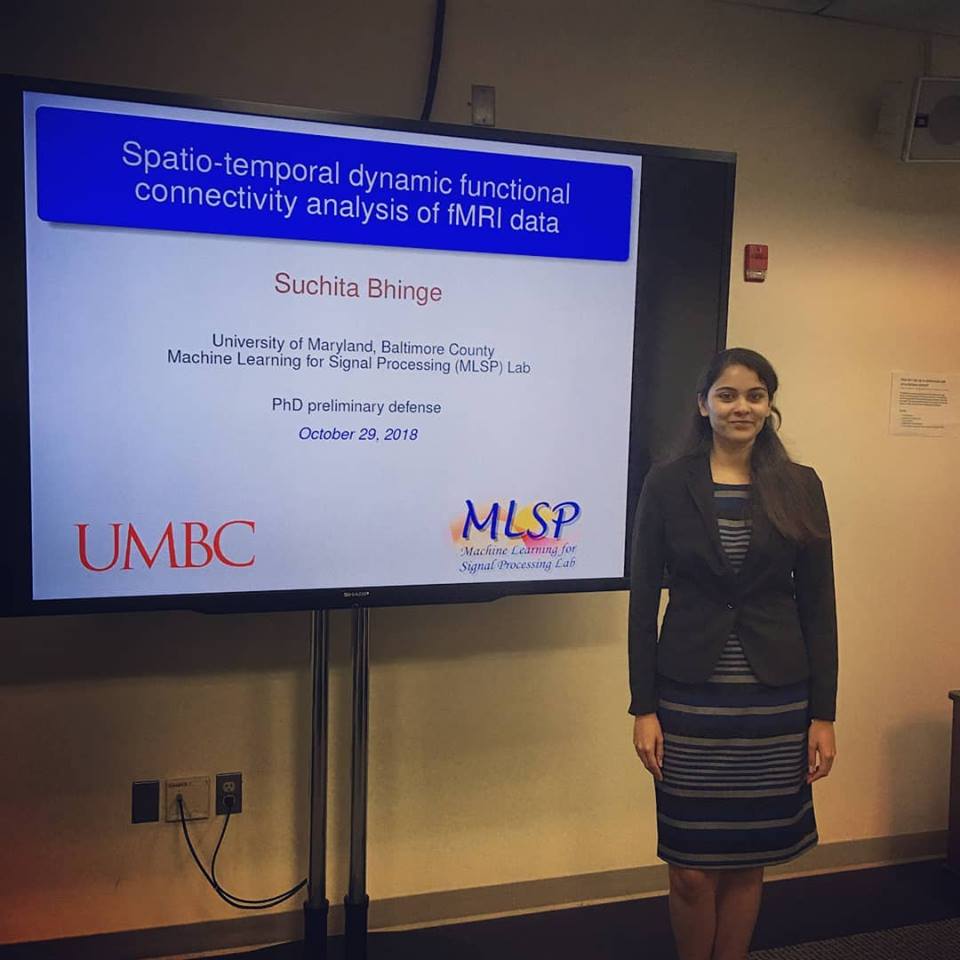 Spatio-temporal dynamic functional
connectivity analysis of fMRI data
Suchita Bhinge
University of Maryland, Baltimore County
Machine Learning for Signal Processing (MLSP) Lab
PhD preliminary defense
October 29, 2018
UMBC
MLSP
Machine Learning for
Signal Processing Lab
SHARP